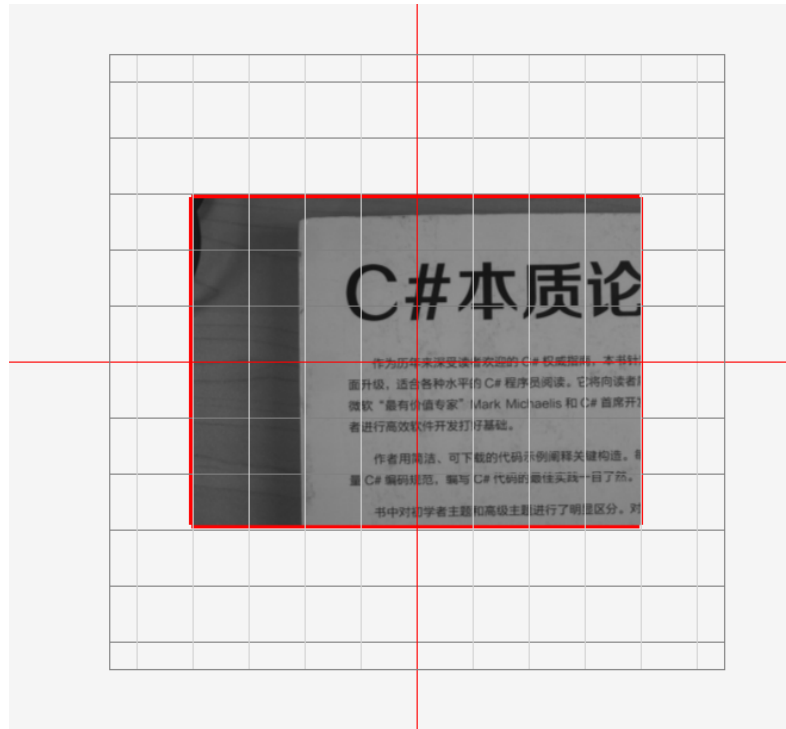 C#本质论
作为历年来深受读者欢迎的 C# 权威指南，本书针
面升级，适合各种水平的 C# 程序员阅读。它将向读者
微软“最有价值专家”Mark Michaelis 和 C# 首席开
者进行高效软件开发打好基础。
作者用简洁、可下载的代码示例阐释关键构造。
量 C# 编码规范，编写 C# 代码的最佳实践一目了然。
书中对初学者主题和高级主题进行了明显区分，对